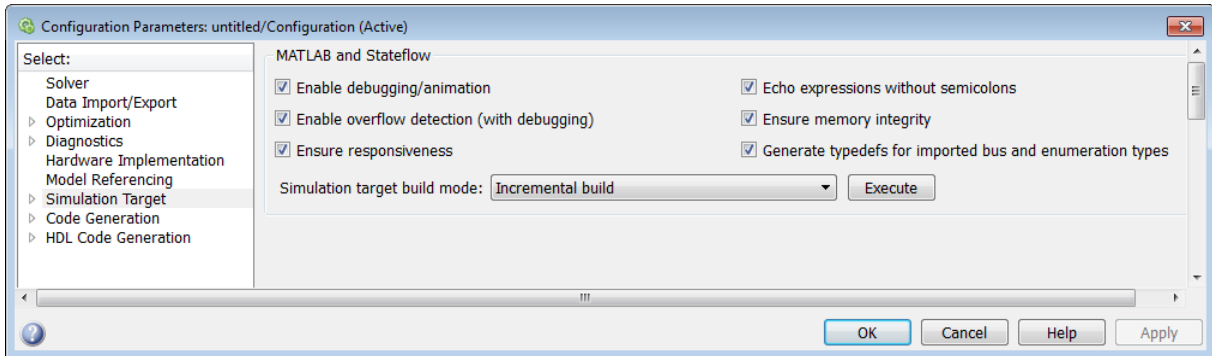 Configuration Parameters: untitled/Configuration (Active)
Select:
Solver
Data Import/Export
Optimization
Diagnostics
Hardware Implementation
Model Referencing
Simulation Target
Code Generation
HDL Code Generation
MATLAB and Stateflow
Enable debugging/animation
Echo expressions without semicolons
Enable overflow detection (with debugging)
Ensure memory integrity
Ensure responsiveness
Generate typedefs for imported bus and enumeration types
Simulation target build mode: Incremental build Execute
OK Cancel Help Apply